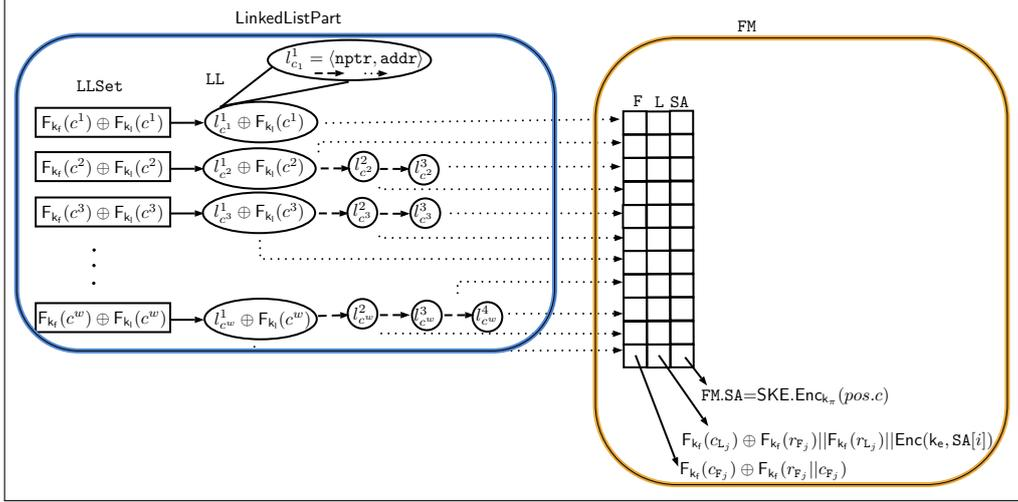 LinkedListPart
FM
l^1_{c_1} = ⟨nptr, addr⟩
LLSet LL
F L SA
F_{k_f}(c^1) ⊕ F_{k_l}(c^1) l^1_{c^1} ⊕ F_{k_l}(c^1)
F_{k_f}(c^2) ⊕ F_{k_l}(c^2) l^1_{c^2} ⊕ F_{k_l}(c^2) l^2_{c^2} l^3_{c^2}
F_{k_f}(c^3) ⊕ F_{k_l}(c^3) l^1_{c^3} ⊕ F_{k_l}(c^3) l^2_{c^3} l^3_{c^3}
F_{k_f}(c^w) ⊕ F_{k_l}(c^w) l^1_{c^w} ⊕ F_{k_l}(c^w) l^2_{c^w} l^3_{c^w} l^4_{c^w}
FM.SA=SKE.Enc_{k_π}(pos.c)
F_{k_f}(c_{L_j}) ⊕ F_{k_f}(r_{F_j})||F_{k_f}(r_{L_j})||Enc(k_e, SA[i])
F_{k_f}(c_{F_j}) ⊕ F_{k_f}(r_{F_j}||c_{F_j})